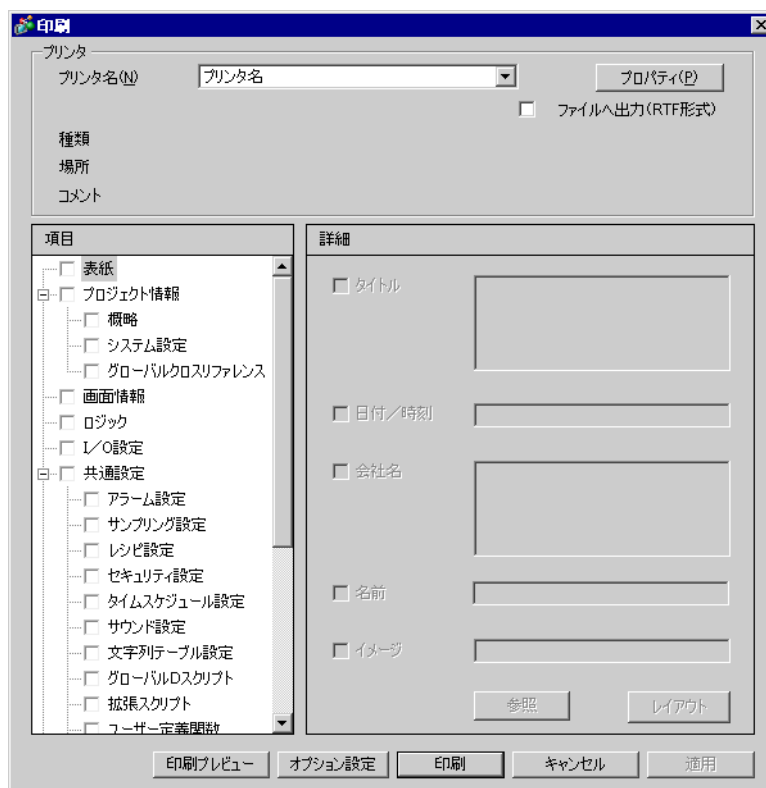 印刷
プリンタ
プリンタ名(N)
プリンタ名
プロパティ(P)
ファイルへ出力(RTF形式)
種類
場所
コメント
項目
表紙
プロジェクト情報
概略
システム設定
グローバルクロスリファレンス
画面情報
ロジック
I/O設定
共通設定
アラーム設定
サンプリング設定
レシピ設定
セキュリティ設定
タイムスケジュール設定
サウンド設定
文字列テーブル設定
グローバルDスクリプト
拡張スクリプト
ユーザー定義関数
詳細
タイトル
日付/時刻
会社名
名前
イメージ
参照
レイアウト
印刷プレビュー
オプション設定
印刷
キャンセル
適用